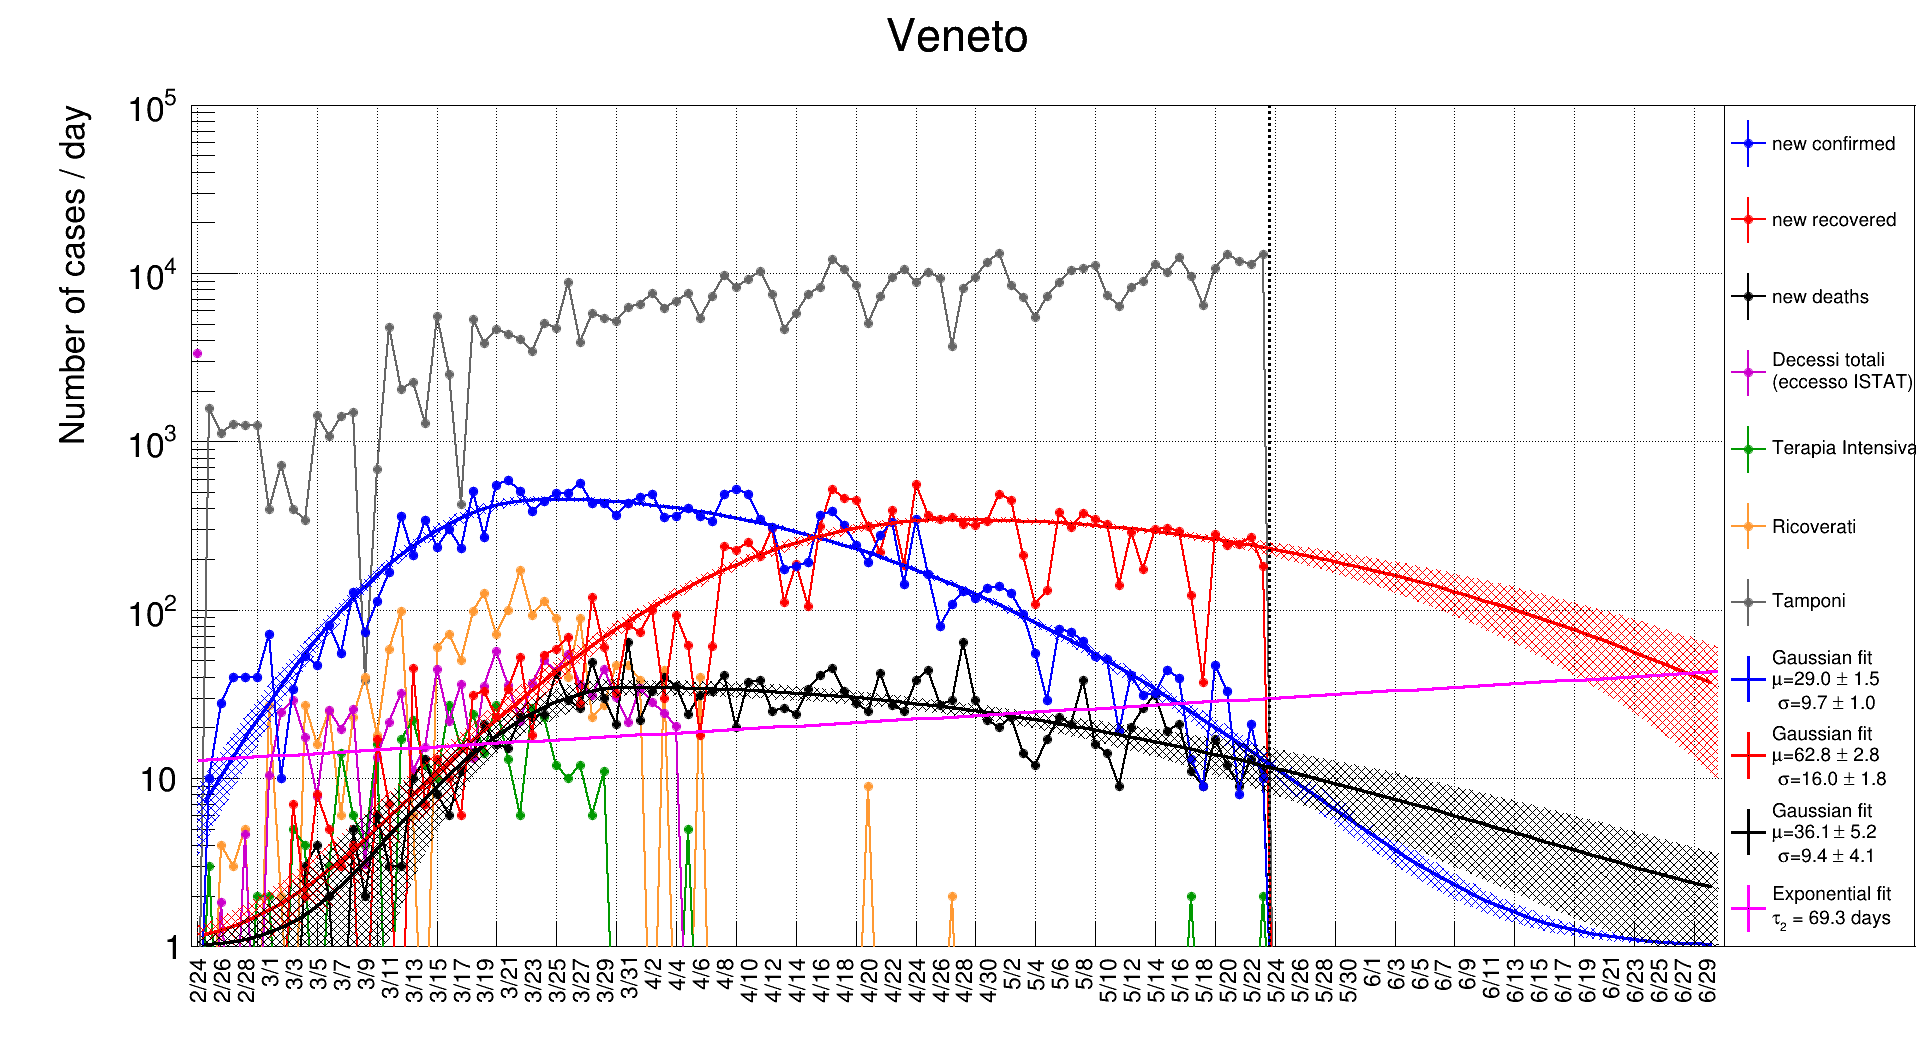 Veneto
Number of cases / day
10^5
10^4
10^3
10^2
10
1
2/24 2/26 2/28 3/1 3/3 3/5 3/7 3/9 3/11 3/13 3/15 3/17 3/19 3/21 3/23 3/25 3/27 3/29 3/31 4/2 4/4 4/6 4/8 4/10 4/12 4/14 4/16 4/18 4/20 4/22 4/24 4/26 4/28 4/30 5/2 5/4 5/6 5/8 5/10 5/12 5/14 5/16 5/18 5/20 5/22 5/24 5/26 5/28 5/30 6/1 6/3 6/5 6/7 6/9 6/11 6/13 6/15 6/17 6/19 6/21 6/23 6/25 6/27 6/29
new confirmed
new recovered
new deaths
Decessi totali
(eccesso ISTAT)
Terapia Intensiva
Ricoverati
Tamponi
Gaussian fit
μ=29.0 ± 1.5
σ=9.7 ± 1.0
Gaussian fit
μ=62.8 ± 2.8
σ=16.0 ± 1.8
Gaussian fit
μ=36.1 ± 5.2
σ=9.4 ± 4.1
Exponential fit
τ₂ = 69.3 days